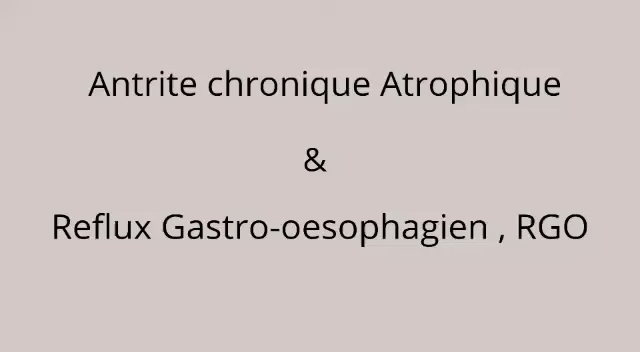 Antrite chronique Atrophique
&
Reflux Gastro-oesophagien , RGO